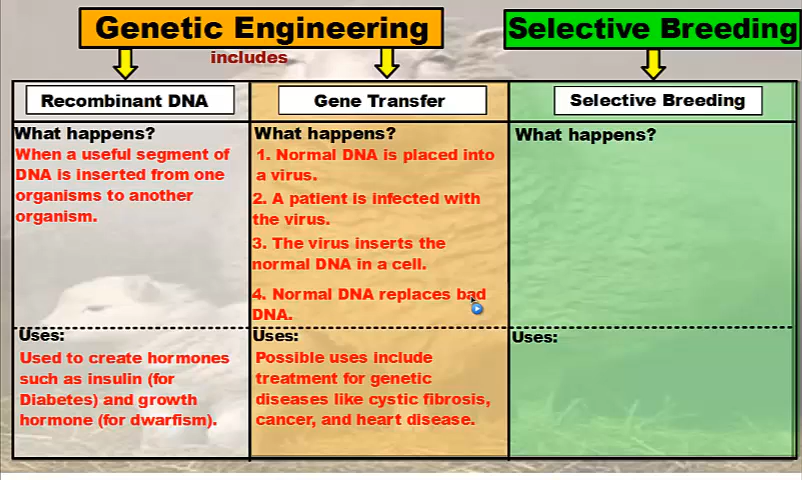 Genetic Engineering
Selective Breeding
includes
Recombinant DNA
Gene Transfer
Selective Breeding
What happens?
When a useful segment of
DNA is inserted from one
organisms to another
organism.
What happens?
1. Normal DNA is placed into
a virus.
2. A patient is infected with
the virus.
3. The virus inserts the
normal DNA in a cell.
4. Normal DNA replaces bad
DNA.
What happens?
Uses:
Used to create hormones
such as insulin (for
Diabetes) and growth
hormone (for dwarfism).
Uses:
Possible uses include
treatment for genetic
diseases like cystic fibrosis,
cancer, and heart disease.
Uses: